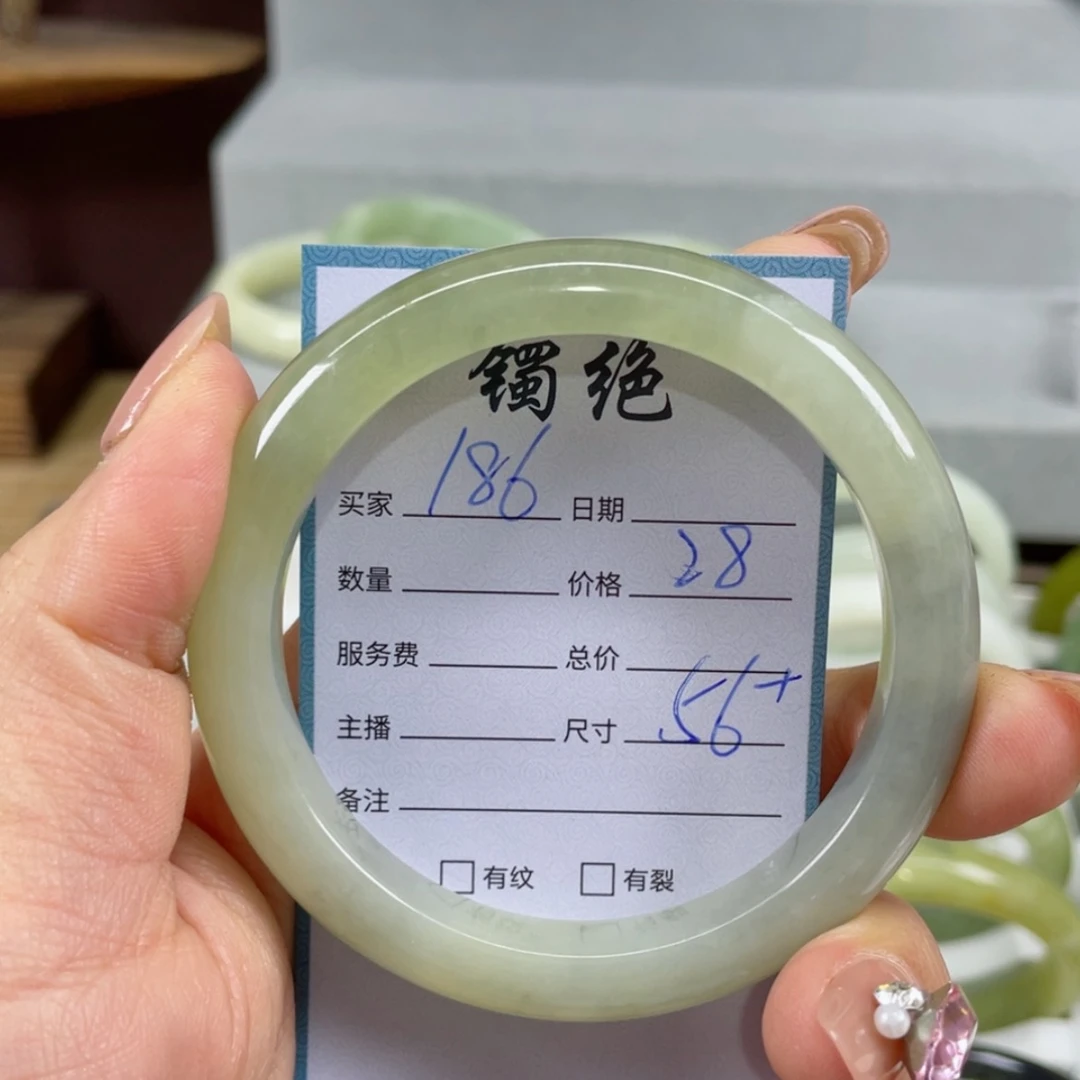 镯绝
买家 186 日期
数量 价格 28
服务费 总价
主播 尺寸 56+
备注
有纹 有裂